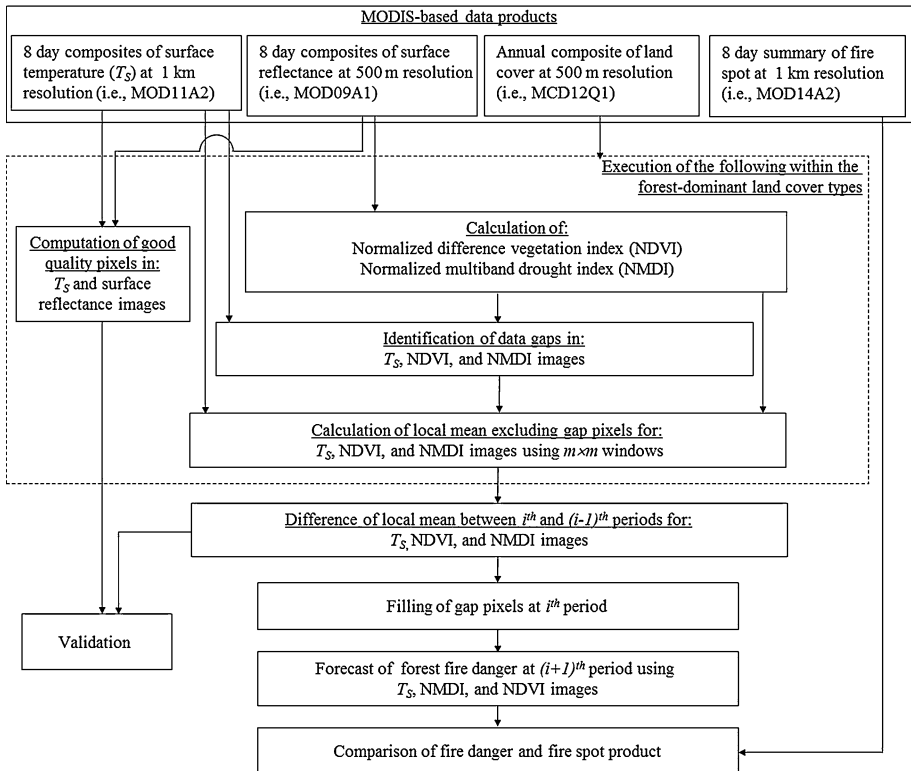 MODIS-based data products
8 day composites of surface
temperature (TS) at 1 km
resolution (i.e., MOD11A2)
8 day composites of surface
reflectance at 500 m resolution
(i.e., MOD09A1)
Annual composite of land
cover at 500 m resolution
(i.e., MCD12Q1)
8 day summary of fire
spot at 1 km resolution
(i.e., MOD14A2)
Execution of the following within the
forest-dominant land cover types
Computation of good
quality pixels in:
TS and surface
reflectance images
Calculation of:
Normalized difference vegetation index (NDVI)
Normalized multiband drought index (NMDI)
Identification of data gaps in:
TS, NDVI, and NMDI images
Calculation of local mean excluding gap pixels for:
TS, NDVI, and NMDI images using m×m windows
Difference of local mean between ith and (i-1)th periods for:
TS, NDVI, and NMDI images
Filling of gap pixels at ith period
Validation
Forecast of forest fire danger at (i+1)th period using
TS, NMDI, and NDVI images
Comparison of fire danger and fire spot product